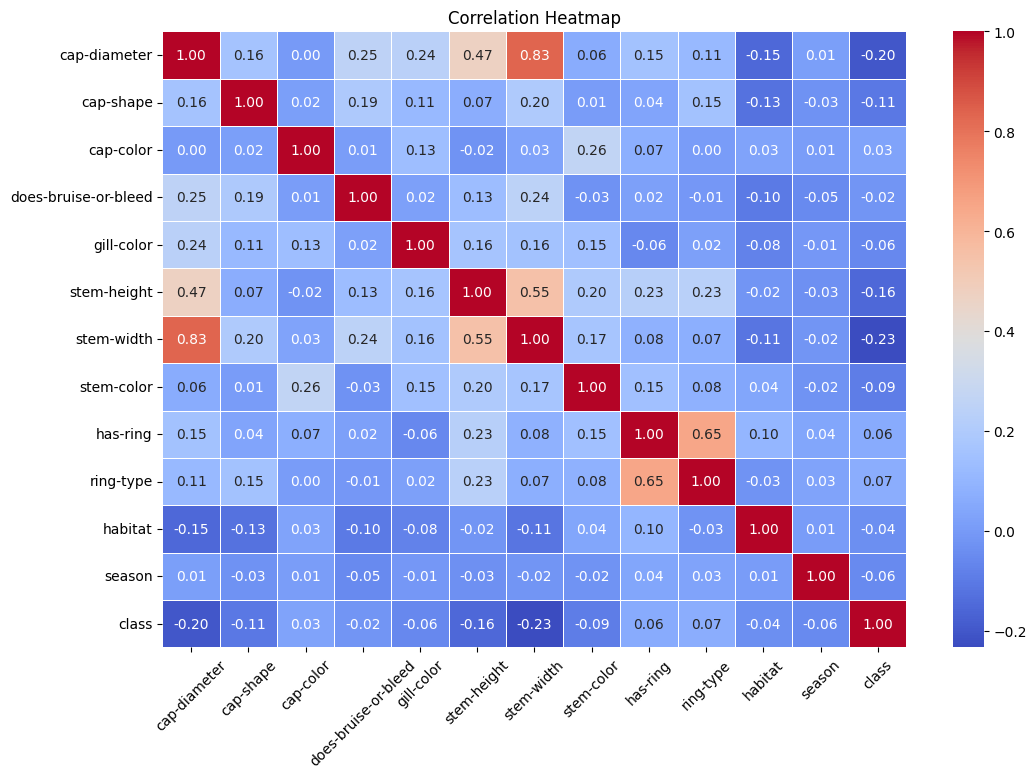 Correlation Heatmap
cap-diameter 1.00 0.16 0.00 0.25 0.24 0.47 0.83 0.06 0.15 0.11 -0.15 0.01 -0.20
cap-shape 0.16 1.00 0.02 0.19 0.11 0.07 0.20 0.01 0.04 0.15 -0.13 -0.03 -0.11
cap-color 0.00 0.02 1.00 0.01 0.13 -0.02 0.03 0.26 0.07 0.00 0.03 0.01 0.03
does-bruise-or-bleed 0.25 0.19 0.01 1.00 0.02 0.13 0.24 -0.03 0.02 -0.01 -0.10 -0.05 -0.02
gill-color 0.24 0.11 0.13 0.02 1.00 0.16 0.16 0.15 -0.06 0.02 -0.08 -0.01 -0.06
stem-height 0.47 0.07 -0.02 0.13 0.16 1.00 0.55 0.20 0.23 0.23 -0.02 -0.03 -0.16
stem-width 0.83 0.20 0.03 0.24 0.16 0.55 1.00 0.17 0.08 0.07 -0.11 -0.02 -0.23
stem-color 0.06 0.01 0.26 -0.03 0.15 0.20 0.17 1.00 0.15 0.08 0.04 -0.02 -0.09
has-ring 0.15 0.04 0.07 0.02 -0.06 0.23 0.08 0.15 1.00 0.65 0.10 0.04 0.06
ring-type 0.11 0.15 0.00 -0.01 0.02 0.23 0.07 0.08 0.65 1.00 -0.03 0.03 0.07
habitat -0.15 -0.13 0.03 -0.10 -0.08 -0.02 -0.11 0.04 0.10 -0.03 1.00 0.01 -0.04
season 0.01 -0.03 0.01 -0.05 -0.01 -0.03 -0.02 -0.02 0.04 0.03 0.01 1.00 -0.06
class -0.20 -0.11 0.03 -0.02 -0.06 -0.16 -0.23 -0.09 0.06 0.07 -0.04 -0.06 1.00
cap-diameter cap-shape cap-color does-bruise-or-bleed gill-color stem-height stem-width stem-color has-ring ring-type habitat season class
1.0
0.8
0.6
0.4
0.2
0.0
−0.2